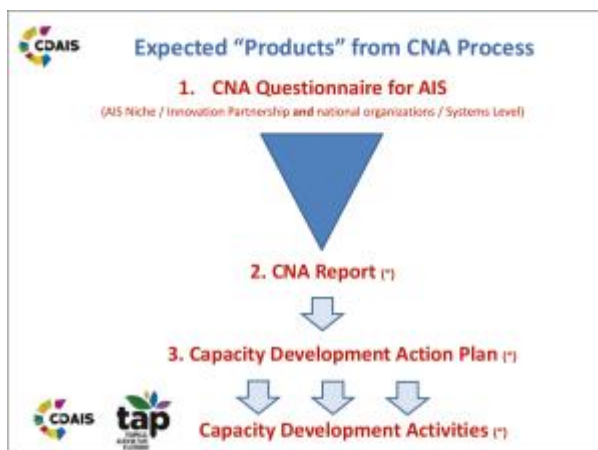 CDAIS
Expected "Products" from CNA Process
1. CNA Questionnaire for AIS
(AIS Niche / Innovation Partnership and national organizations / Systems Level)
2. CNA Report (*)
3. Capacity Development Action Plan (*)
CDAIS
tap
Capacity Development Activities (*)